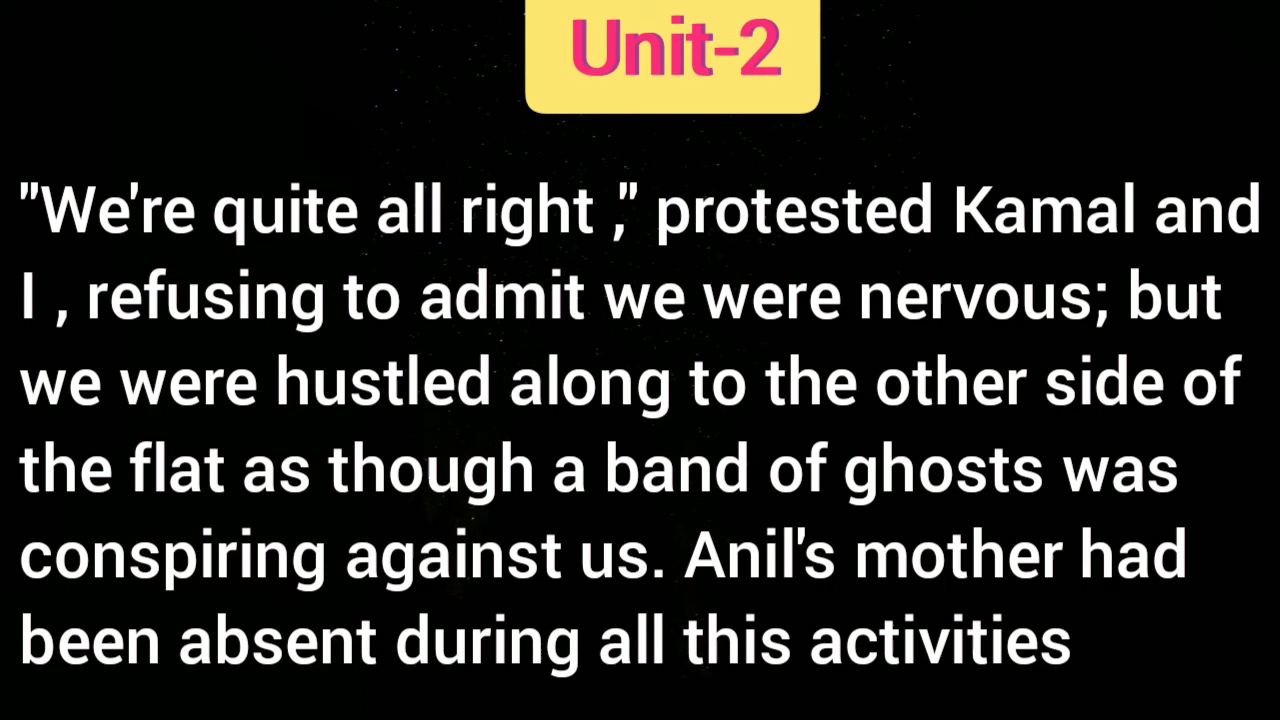 Unit-2
"We're quite all right ," protested Kamal and
I , refusing to admit we were nervous; but
we were hustled along to the other side of
the flat as though a band of ghosts was
conspiring against us. Anil's mother had
been absent during all this activities